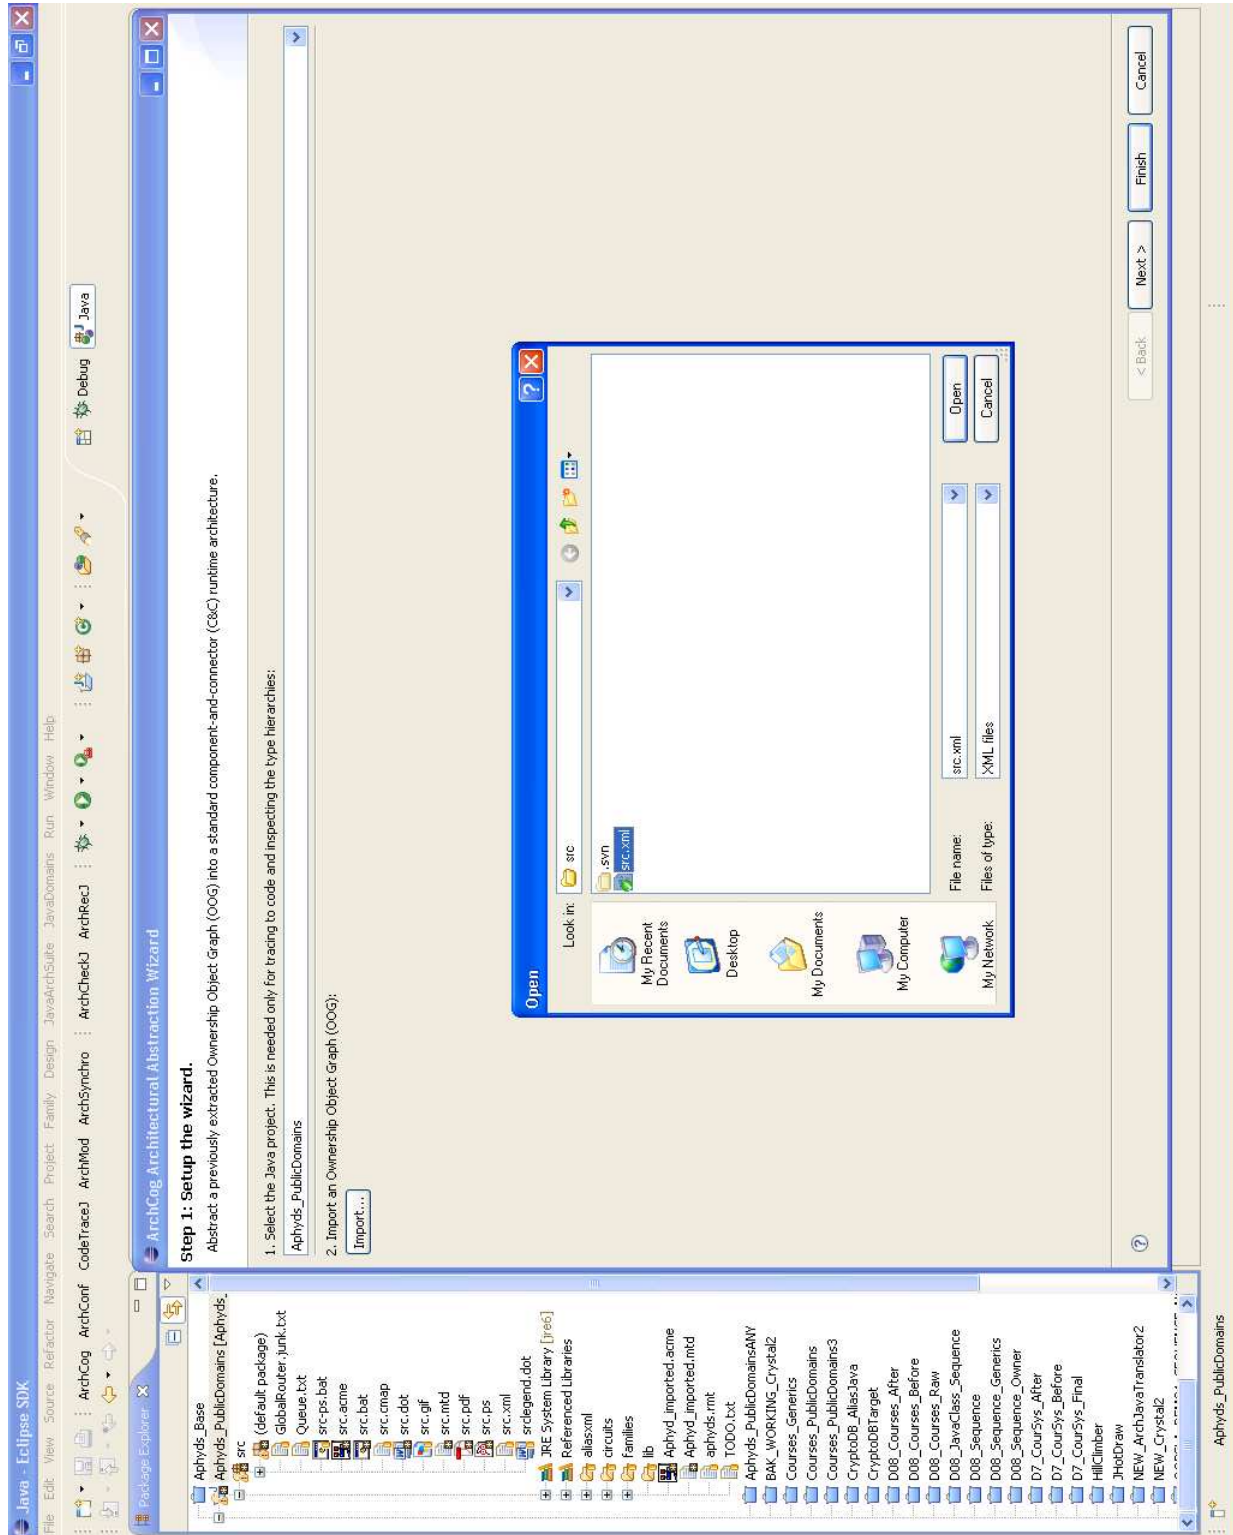 Java - Eclipse SDK
File Edit View Source Refactor Navigate Search Project Family Design JavaArchSuite JavaDomains Run Window Help
ArchCog ArchConf CodeTraceJ ArchMod ArchSynchro ArchCheckJ ArchRecJ Debug Java
Package Explorer
Aphyds_Base
Aphyds_PublicDomains [Aphyds_
src
(default package)
GlobalRouter.junk.txt
Queue.txt
src-ps.bat
src.acme
src.bat
src.cmap
src.dot
src.gif
src.mtd
src.pdf
src.ps
src.xml
srclegend.dot
JRE System Library [jre6]
Referenced Libraries
aliasxml
circuits
families
lib
Aphyd_imported.acme
Aphyd_imported.mtd
aphyds.rmt
TODO.txt
Aphyds_PublicDomainsANY
BAK_WORKING_Crystal2
Courses_Generics
Courses_PublicDomains
Courses_PublicDomains3
CryptoDB_AliasJava
CryptoDBTarget
D08_Courses_After
D08_Courses_Before
D08_Courses_Raw
D08_JavaClass_Sequence
D08_Sequence
D08_Sequence_Generics
D08_Sequence_Owner
D7_CourSys_After
D7_CourSys_Before
D7_CourSys_Final
HillClimber
JHotDraw
NEW_ArchJavaTranslator2
NEW_Crystal2
ArchCog Architectural Abstraction Wizard
Step 1: Setup the wizard.
Abstract a previously extracted Ownership Object Graph (OOG) into a standard component-and-connector (C&C) runtime architecture.
1. Select the Java project. This is needed only for tracing to code and inspecting the type hierarchies:
Aphyds_PublicDomains
2. Import an Ownership Object Graph (OOG):
Import...
Open
Look in: src
My Recent
Documents
Desktop
My Documents
My Computer
My Network
.svn
src.xml
File name: src.xml Open
Files of type: XML files Cancel
< Back Next > Finish Cancel
Aphyds_PublicDomains